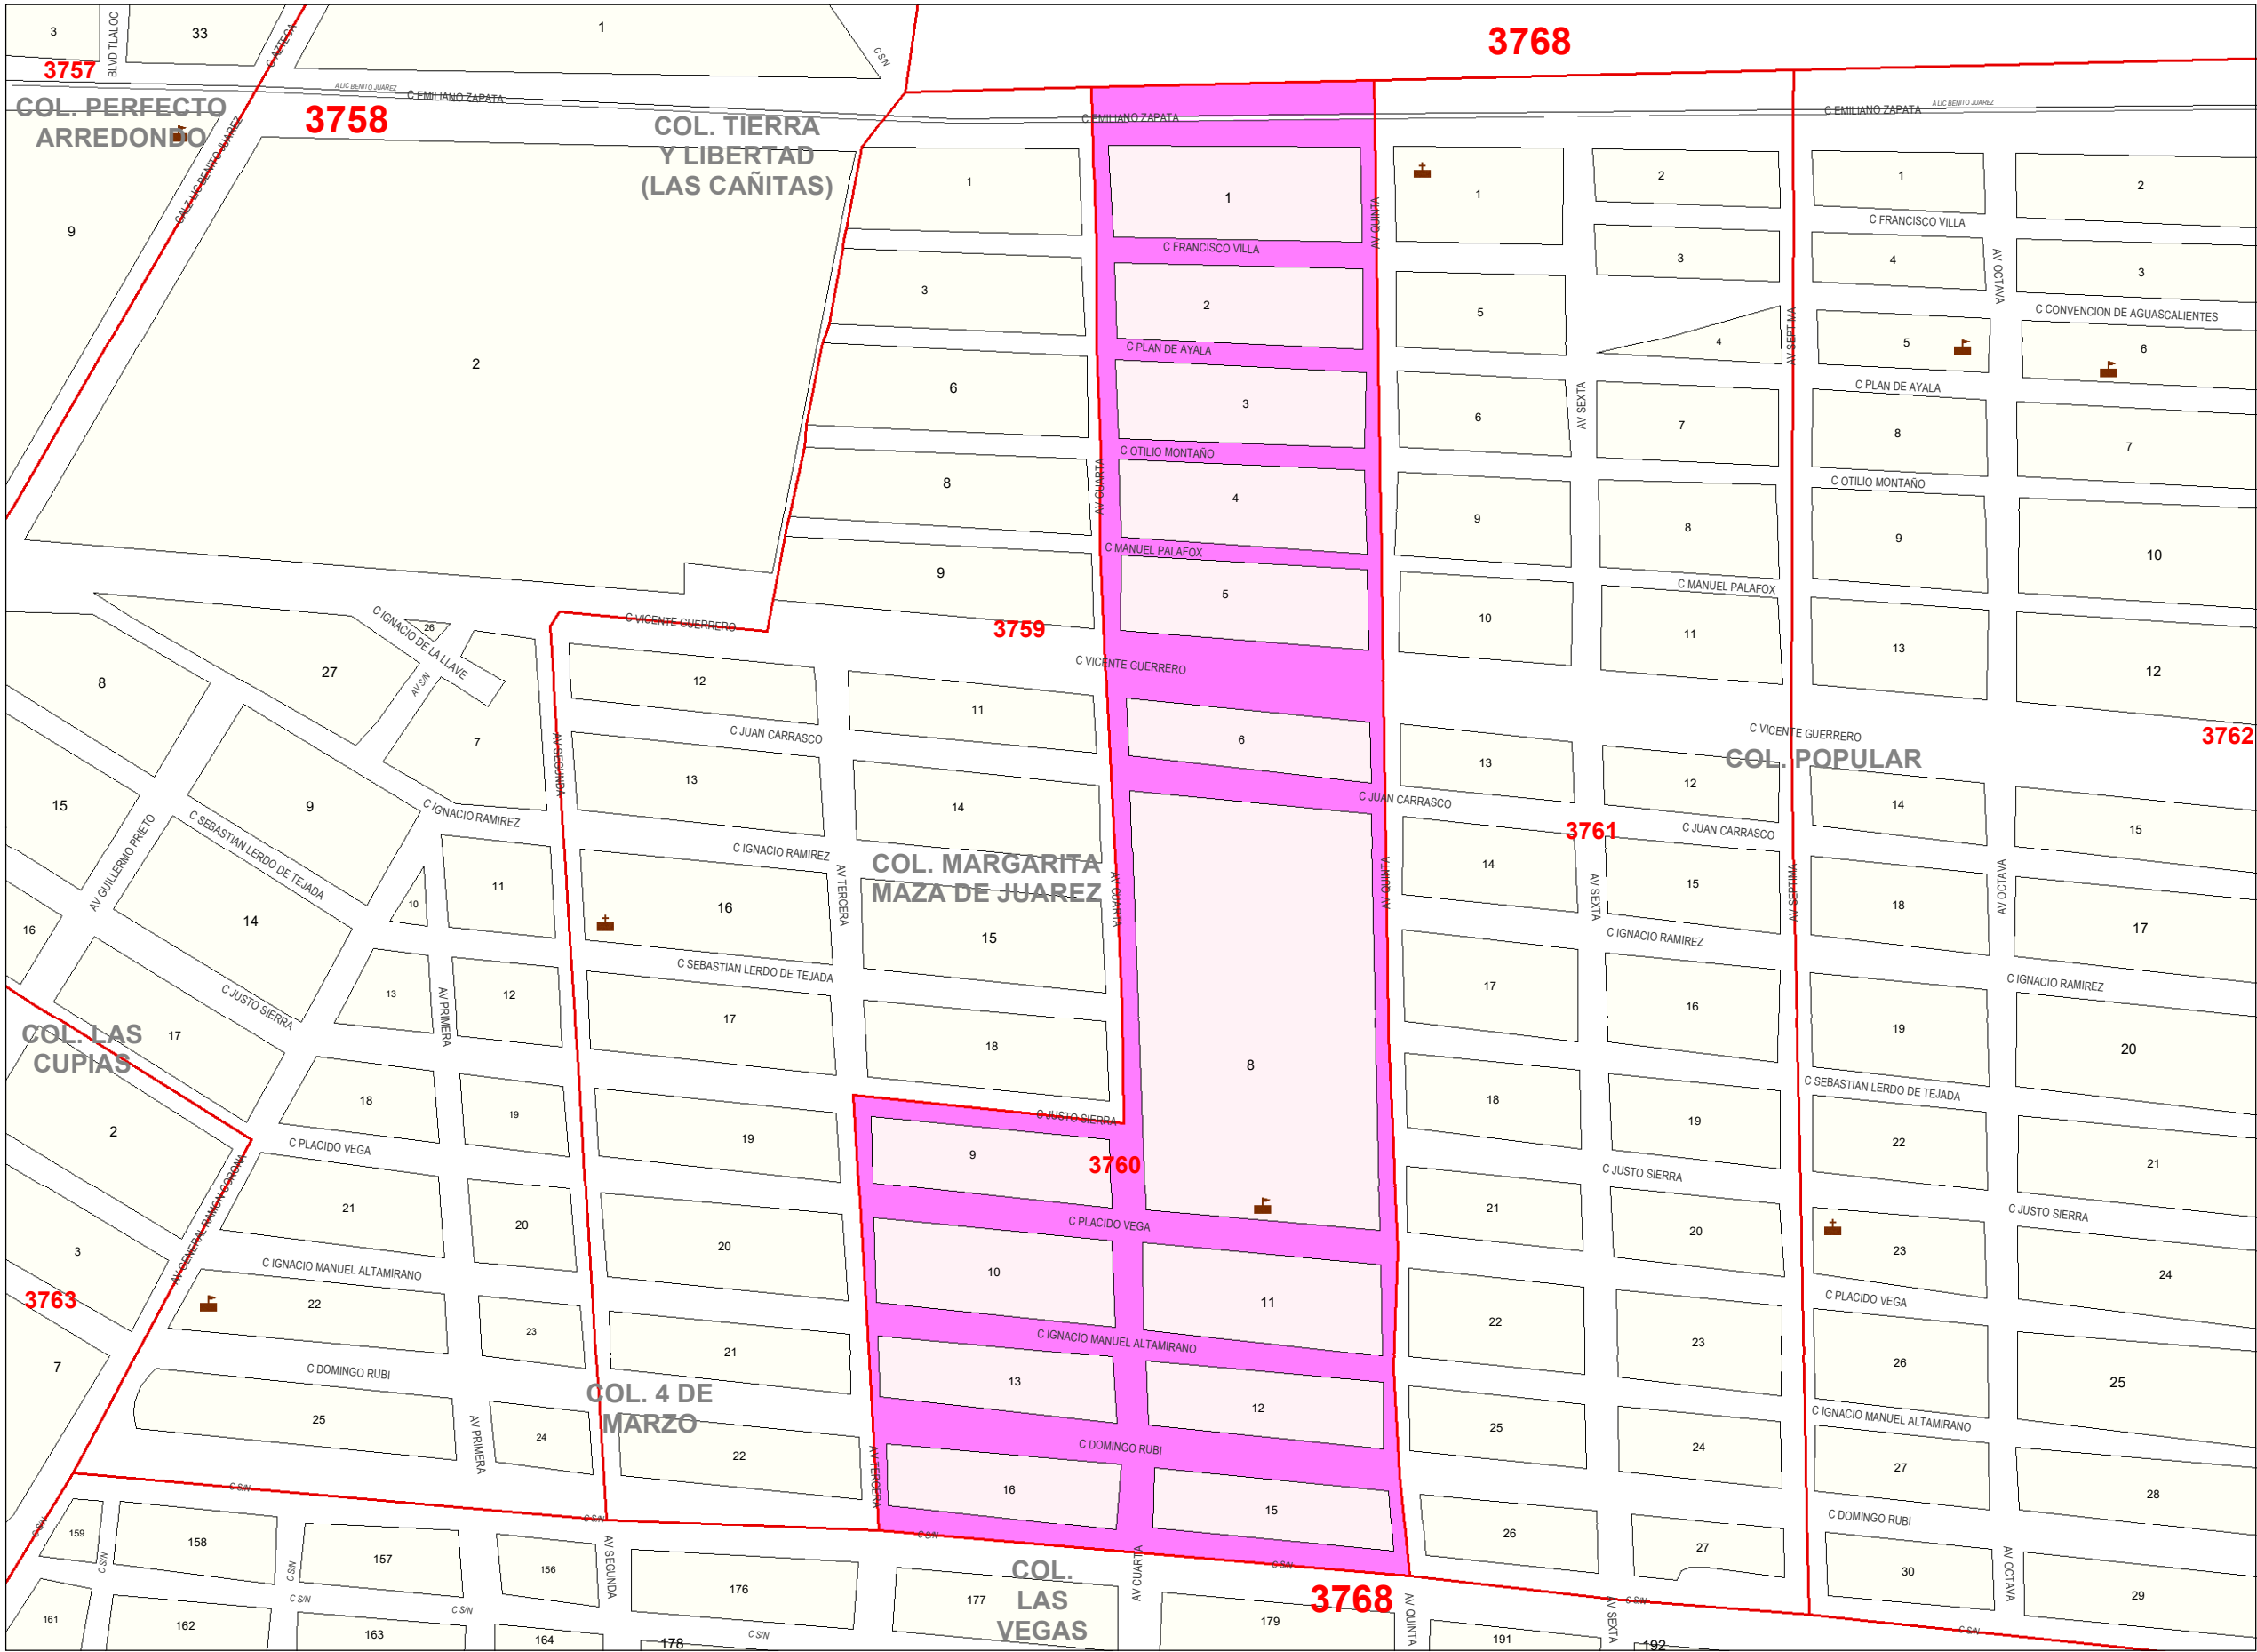 3
33
1
3768
BLVD TLALOC
C AZTECA
C S/N
3757
A LIC BENITO JUAREZ
C EMILIANO ZAPATA
COL. PERFECTO
ARREDONDO
3758
COL. TIERRA
Y LIBERTAD
(LAS CAÑITAS)
C EMILIANO ZAPATA
C EMILIANO ZAPATA
A LIC BENITO JUAREZ
CALZ LIC BENITO JUAREZ
9
2
1
1
1
2
1
2
AV QUINTA
C FRANCISCO VILLA
C FRANCISCO VILLA
3
2
5
3
4
3
AV OCTAVA
C CONVENCION DE AGUASCALIENTES
C PLAN DE AYALA
4
AV SEPTIMA
5
6
6
3
6
AV SEXTA
7
C PLAN DE AYALA
8
7
C OTILIO MONTAÑO
C OTILIO MONTAÑO
8
AV CUARTA
4
9
8
9
10
C MANUEL PALAFOX
C MANUEL PALAFOX
9
5
10
11
13
12
3759
C VICENTE GUERRERO
C VICENTE GUERRERO
C VICENTE GUERRERO
26
C IGNACIO DE LA LLAVE
AV S/N
27
8
7
12
11
6
13
12
14
15
COL. POPULAR
3762
C JUAN CARRASCO
C JUAN CARRASCO
C JUAN CARRASCO
AV SEGUNDA
13
14
15
9
C IGNACIO RAMIREZ
C IGNACIO RAMIREZ
C SEBASTIAN LERDO DE TEJADA
AV GUILLERMO PRIETO
3761
14
15
18
17
AV TERCERA
COL. MARGARITA
MAZA DE JUAREZ
AV CUARTA
AV QUINTA
AV SEXTA
AV SEPTIMA
AV OCTAVA
16
14
10
11
16
15
C IGNACIO RAMIREZ
C IGNACIO RAMIREZ
C SEBASTIAN LERDO DE TEJADA
C JUSTO SIERRA
13
12
AV PRIMERA
17
18
8
17
16
19
20
COL. LAS
CUPIAS
17
C SEBASTIAN LERDO DE TEJADA
2
18
19
19
C JUSTO SIERRA
9
3760
18
19
22
21
C PLACIDO VEGA
C JUSTO SIERRA
C JUSTO SIERRA
AV GENERAL RAMON CORONA
21
20
20
C PLACIDO VEGA
21
20
23
24
3
C IGNACIO MANUEL ALTAMIRANO
10
11
C PLACIDO VEGA
3763
22
23
21
C IGNACIO MANUEL ALTAMIRANO
22
23
26
25
7
C DOMINGO RUBI
COL. 4 DE
MARZO
13
12
C IGNACIO MANUEL ALTAMIRANO
25
AV PRIMERA
24
22
AV TERCERA
C DOMINGO RUBI
25
24
27
28
16
15
C S/N
C S/N
C S/N
C S/N
C S/N
C DOMINGO RUBI
26
27
30
29
AV OCTAVA
159
158
157
156
C S/N
C S/N
AV SEGUNDA
176
177
COL.
LAS
VEGAS
AV CUARTA
3768
AV QUINTA
AV SEXTA
C S/N
C S/N
161
162
C S/N
163
C S/N
164
178
C S/N
179
191
192